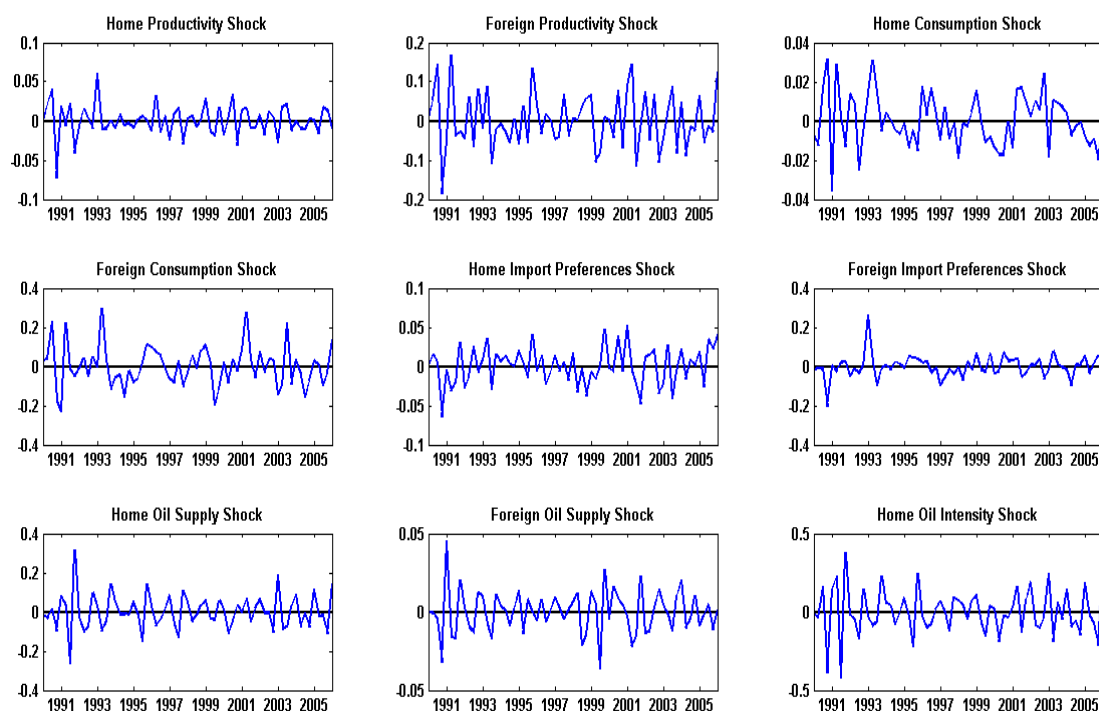 Home Productivity Shock
0.1
0.05
0
-0.05
-0.1
1991 1993 1995 1997 1999 2001 2003 2005
Foreign Productivity Shock
0.2
0.1
0
-0.1
-0.2
1991 1993 1995 1997 1999 2001 2003 2005
Home Consumption Shock
0.04
0.02
0
-0.02
-0.04
1991 1993 1995 1997 1999 2001 2003 2005
Foreign Consumption Shock
0.4
0.2
0
-0.2
-0.4
1991 1993 1995 1997 1999 2001 2003 2005
Home Import Preferences Shock
0.1
0.05
0
-0.05
-0.1
1991 1993 1995 1997 1999 2001 2003 2005
Foreign Import Preferences Shock
0.4
0.2
0
-0.2
-0.4
1991 1993 1995 1997 1999 2001 2003 2005
Home Oil Supply Shock
0.4
0.2
0
-0.2
-0.4
1991 1993 1995 1997 1999 2001 2003 2005
Foreign Oil Supply Shock
0.05
0
-0.05
1991 1993 1995 1997 1999 2001 2003 2005
Home Oil Intensity Shock
0.5
0
-0.5
1991 1993 1995 1997 1999 2001 2003 2005